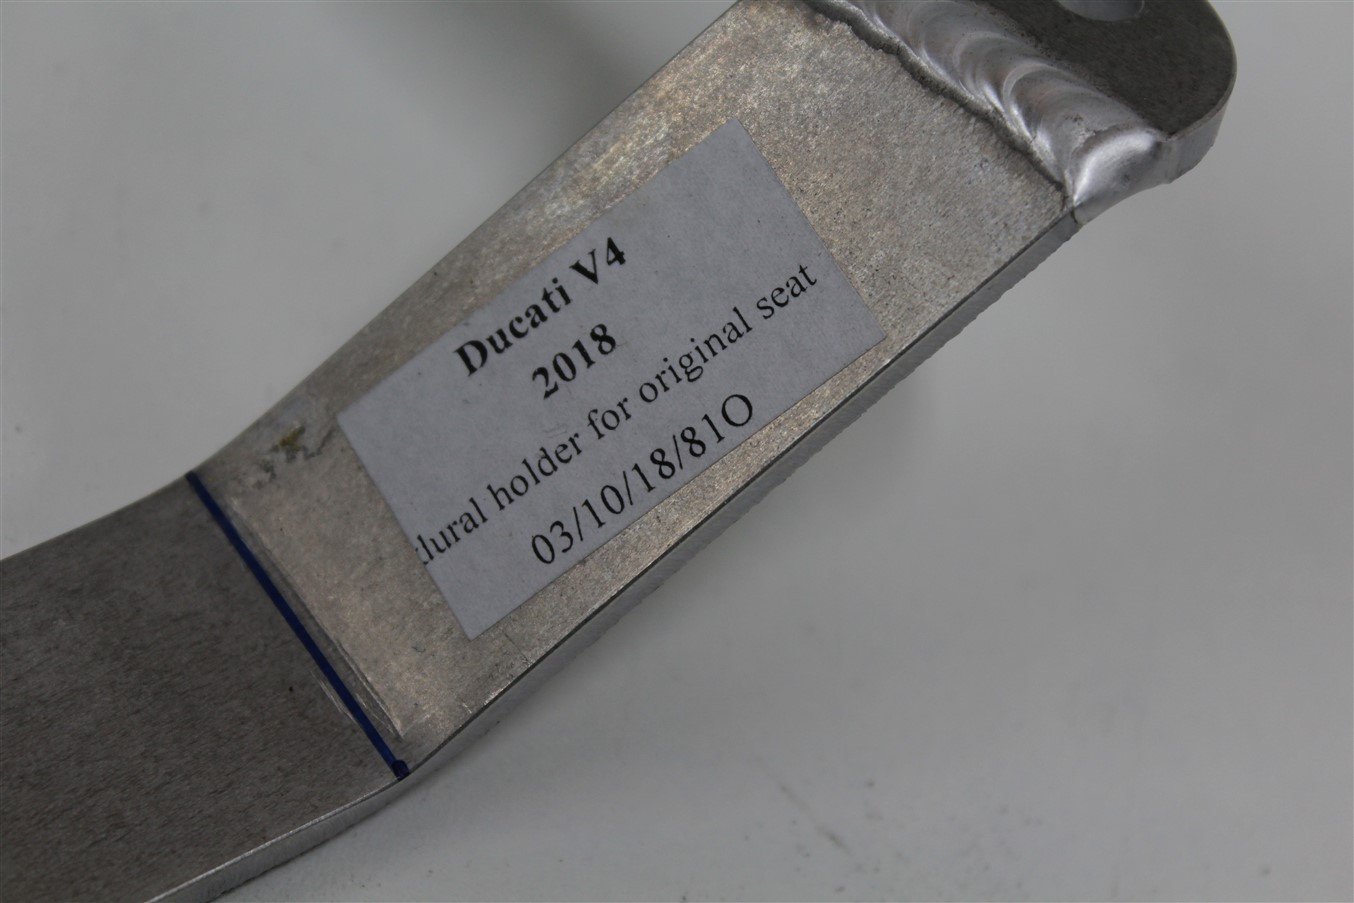 Ducati V4
2018
dural holder for original seat
03/10/18/81O